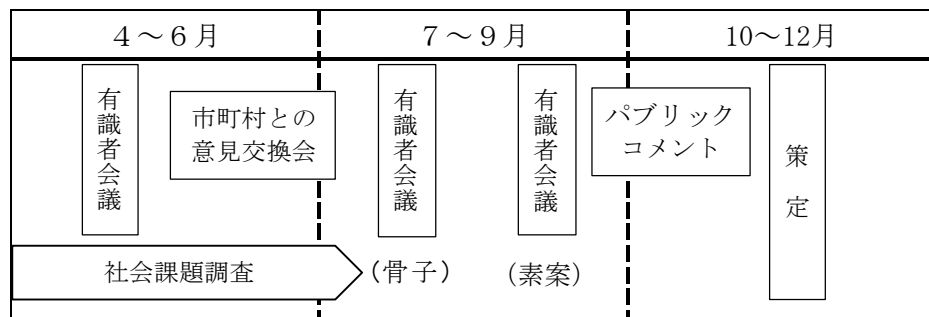 ４～６月
７～９月
10～12月
有識者会議
市町村との
意見交換会
有識者会議
有識者会議
パブリック
コメント
策定
社会課題調査
(骨子)
(素案)